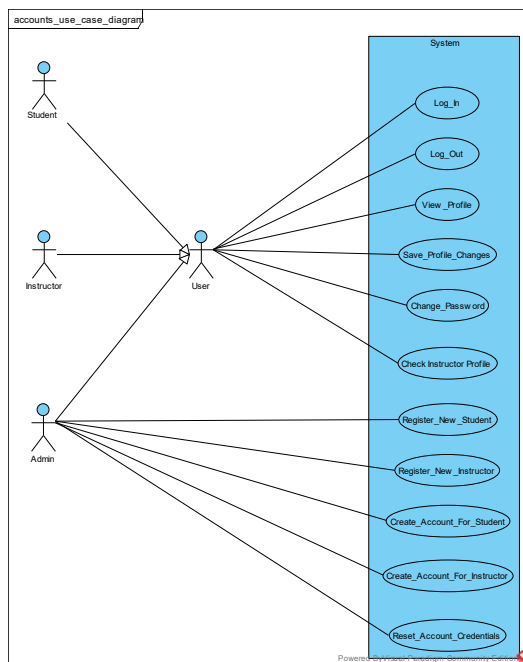 accounts_use_case_diagram
System
Student
Log_In
Log_Out
View_Profile
Instructor
User
Save_Profile_Changes
Change_Password
Check Instructor Profile
Admin
Register_New_Student
Register_New_Instructor
Create_Account_For_Student
Create_Account_For_Instructor
Reset_Account_Credentials
Powered By Visual Paradigm Community Edition